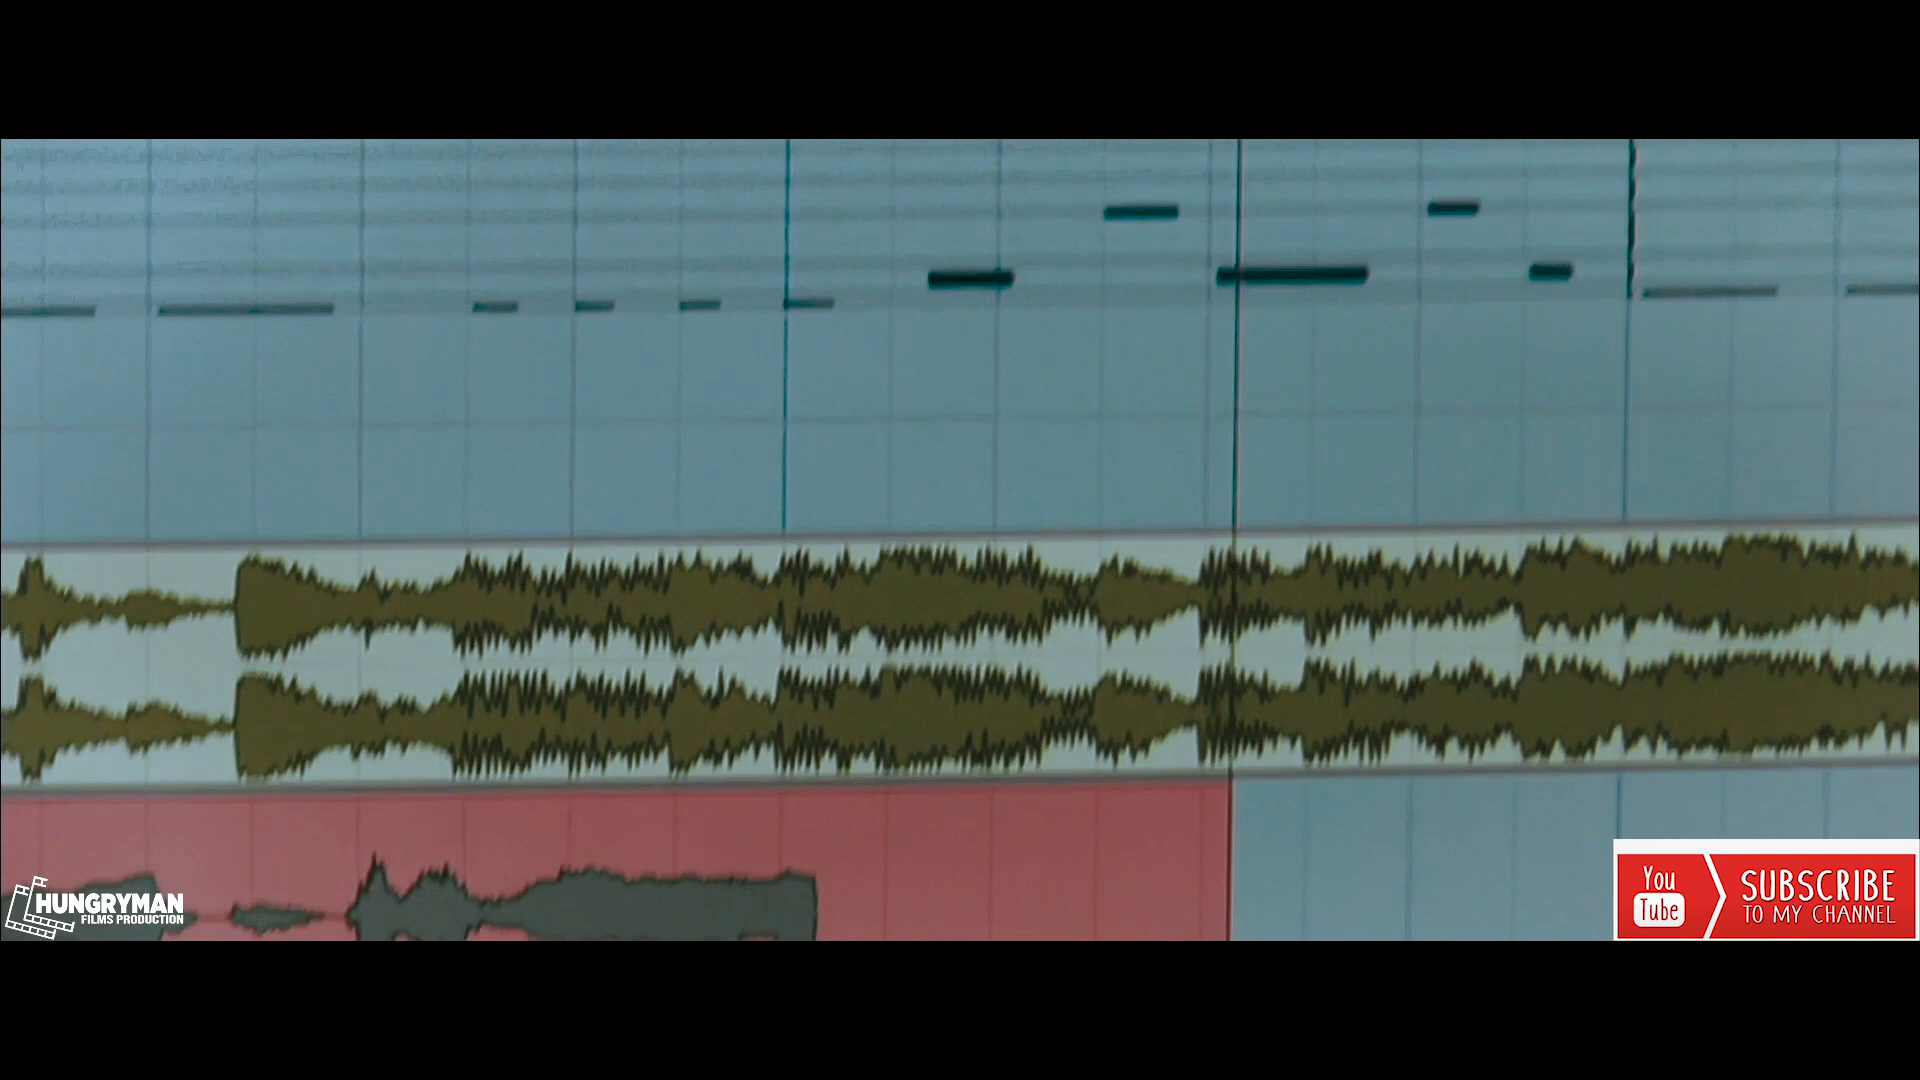 HUNGRYMAN
FILMS PRODUCTION
You
Tube
SUBSCRIBE
TO MY CHANNEL